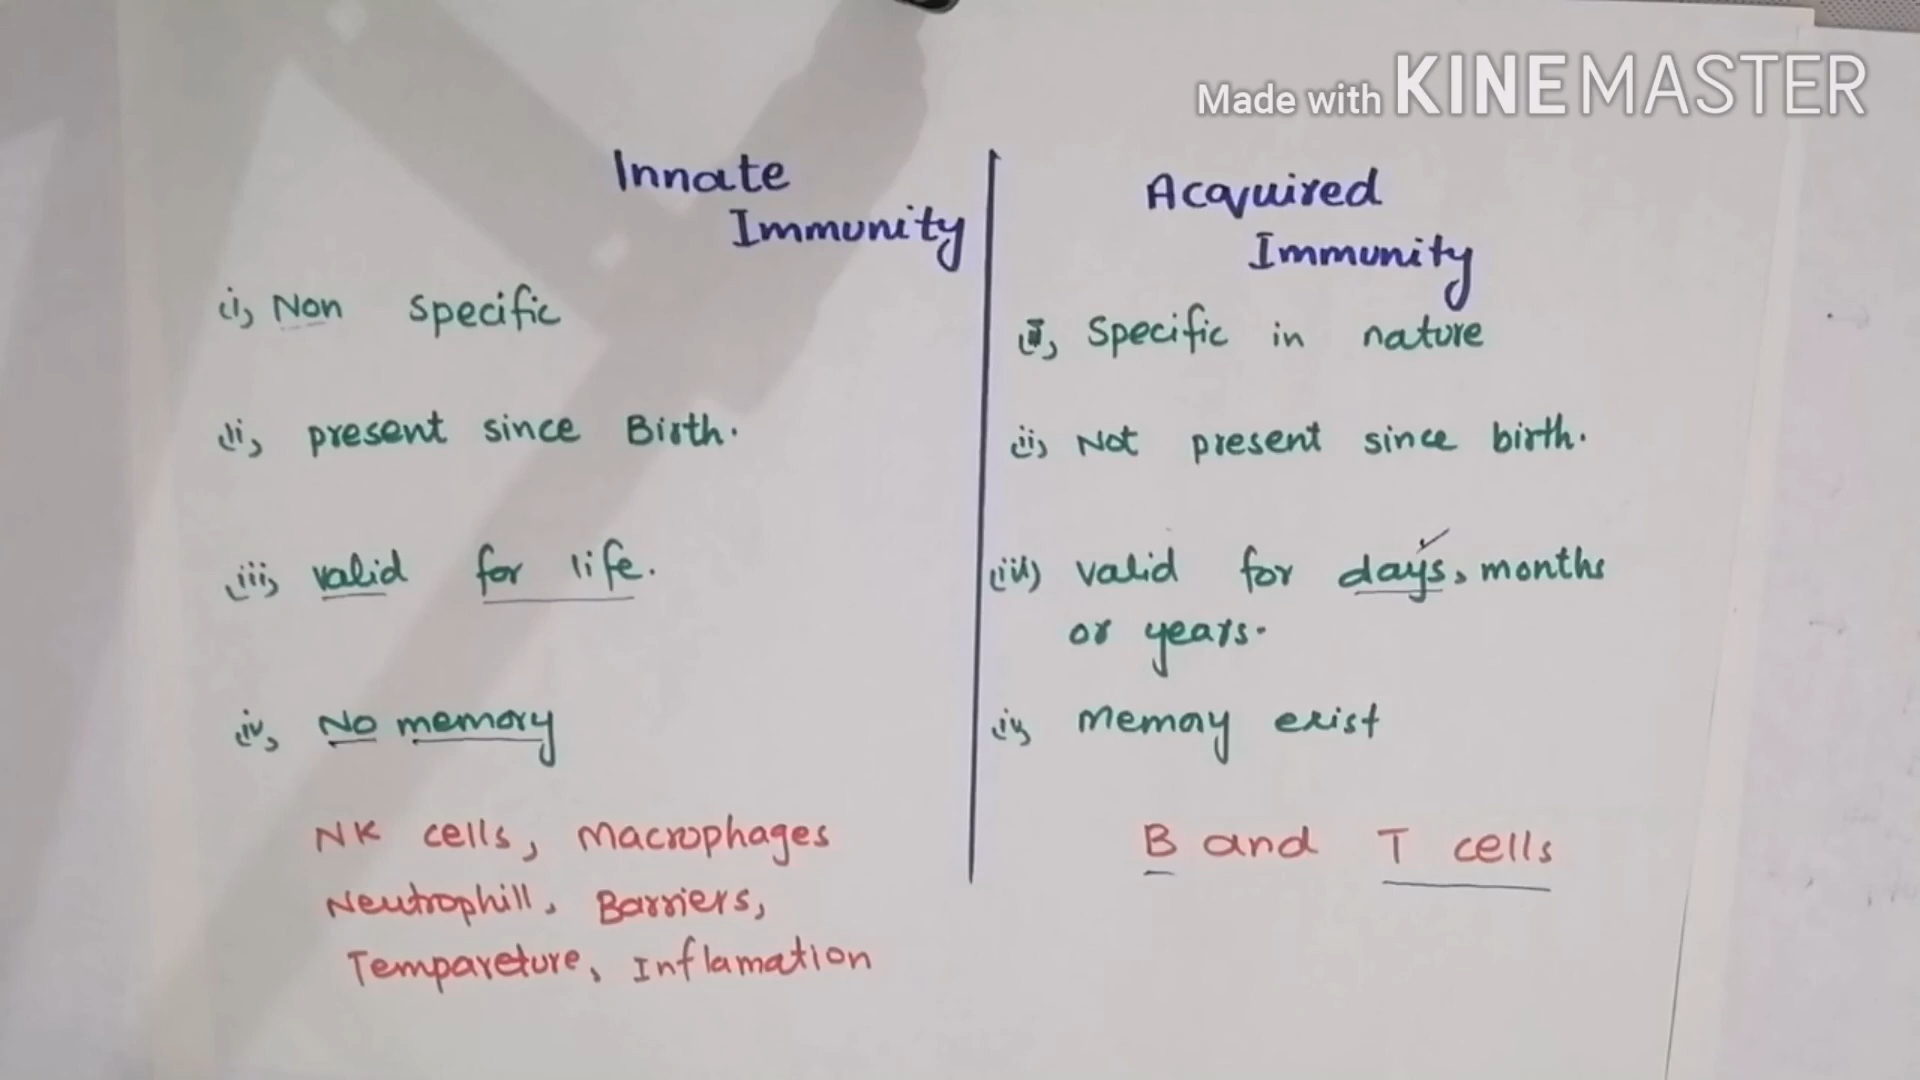 Made with KINEMASTER
Innate
Immunity
(i) Non specific
(ii) present since Birth.
(iii) valid for life.
(iv) No memory
NK cells, Macrophages
Neutrophill, Barriers,
Tempareture, Inflamation
Acquired
Immunity
(i) Specific in nature
(ii) Not present since birth.
(iii) valid for days, months
or years.
(iv) Memory exist
B and T cells